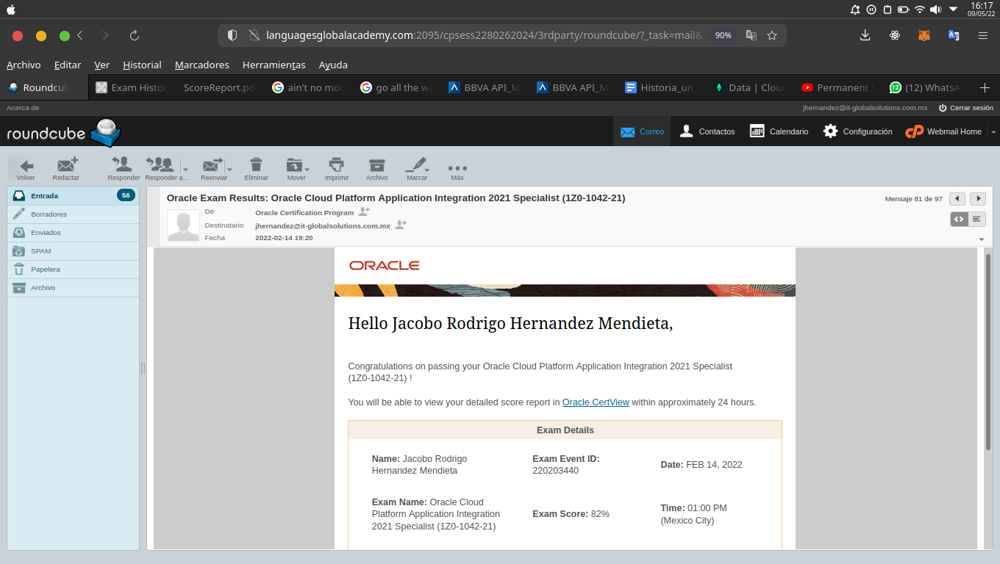 16:17
09/05/22
languagesglobalacademy.com:2095/cpsess2280262024/3rdparty/roundcube/?_task=mail& 90%
Archivo Editar Ver Historial Marcadores Herramientas Ayuda
Roundcu Exam Histor ScoreReport.pd ain't no mou go all the wa BBVA API_M BBVA API_M Historia_un_ Data | Clou Permanent (12) WhatsA
Acerca de jhernandez@it-globalsolutions.com.mx Cerrar sesión
roundcube Correo Contactos Calendario Configuración cP Webmail Home
Volver Redactar Responder Responder a... Reenviar Eliminar Mover Imprimir Archivo Marcar Más
Entrada 56
Borradores
Enviados
SPAM
Papelera
Archivo
Oracle Exam Results: Oracle Cloud Platform Application Integration 2021 Specialist (1Z0-1042-21) Mensaje 81 de 97
De Oracle Certification Program
Destinatario jhernandez@it-globalsolutions.com.mx
Fecha 2022-02-14 19:20
ORACLE
Hello Jacobo Rodrigo Hernandez Mendieta,
Congratulations on passing your Oracle Cloud Platform Application Integration 2021 Specialist
(1Z0-1042-21) !
You will be able to view your detailed score report in Oracle CertView within approximately 24 hours.
Exam Details
Name: Jacobo Rodrigo
Hernandez Mendieta
Exam Event ID:
220203440
Date: FEB 14, 2022
Exam Name: Oracle Cloud
Platform Application Integration
2021 Specialist (1Z0-1042-21)
Exam Score: 82%
Time: 01:00 PM
(Mexico City)